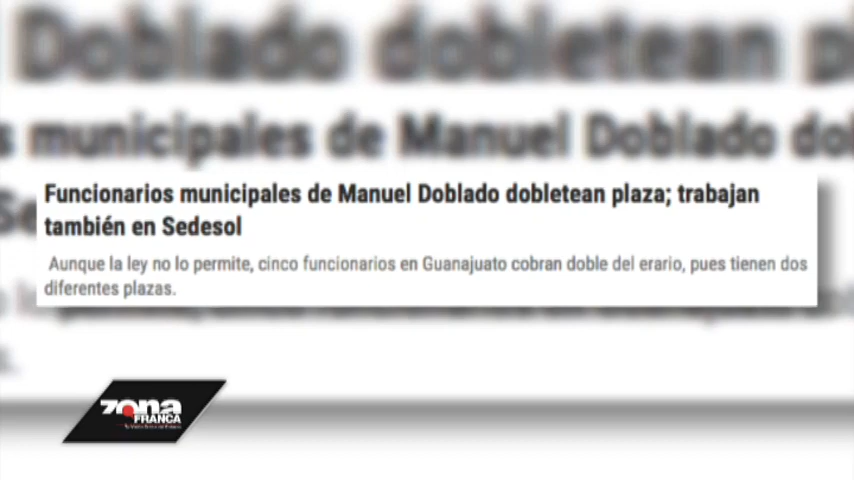 Doblado dobletean
municipales de Manuel Doblado
Funcionarios municipales de Manuel Doblado dobletean plaza; trabajan
también en Sedesol
Aunque la ley no lo permite, cinco funcionarios en Guanajuato cobran doble del erario, pues tienen dos
diferentes plazas.
ZONA
FRANCA